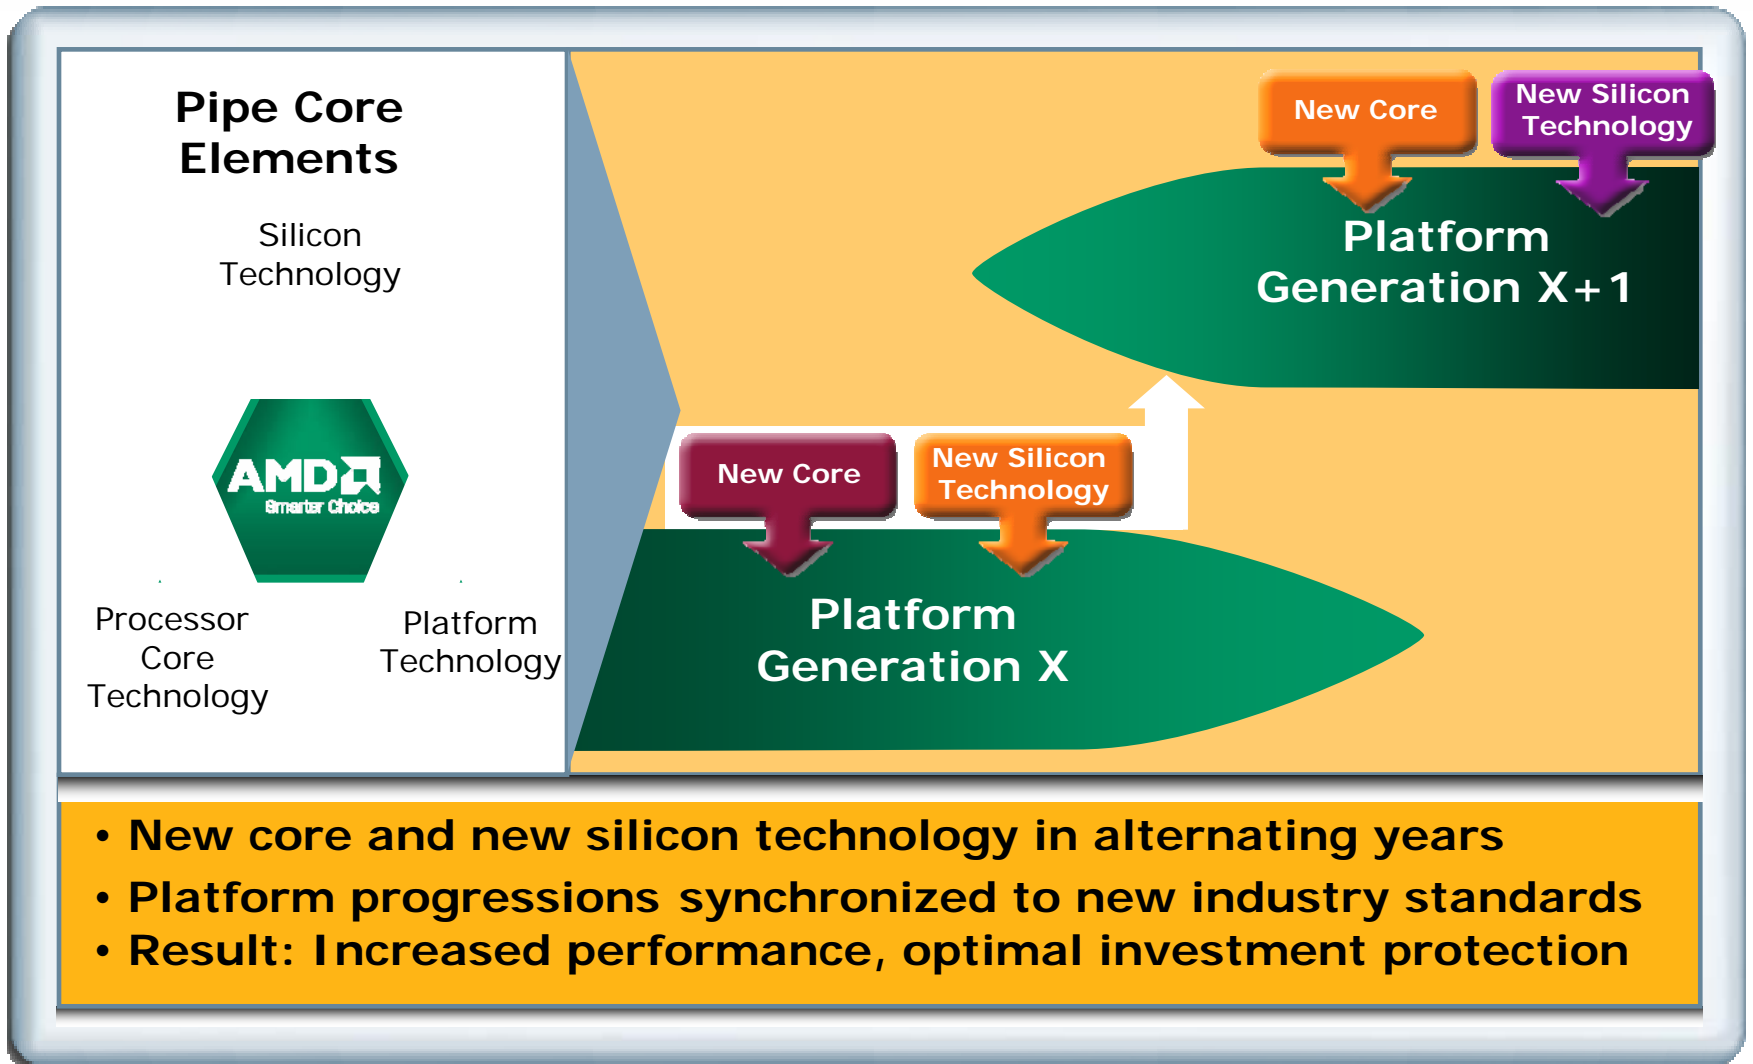 Pipe Core
Elements
Silicon
Technology
AMD
Smarter Choice
Processor
Core
Technology
Platform
Technology
New Core
New Silicon
Technology
Platform
Generation X+1
New Core
New Silicon
Technology
Platform
Generation X
• New core and new silicon technology in alternating years
• Platform progressions synchronized to new industry standards
• Result: Increased performance, optimal investment protection